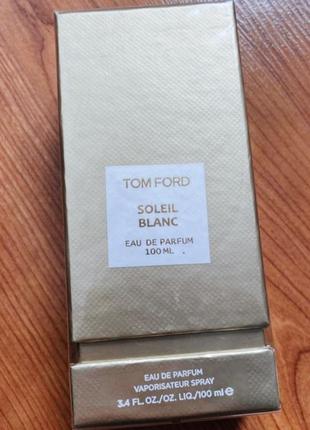 TOM FORD
SOLEIL
BLANC
EAU DE PARFUM
100 ML .
EAU DE PARFUM
VAPORISATEUR SPRAY
3.4 FL. OZ./OZ. LIQ./100 ml e